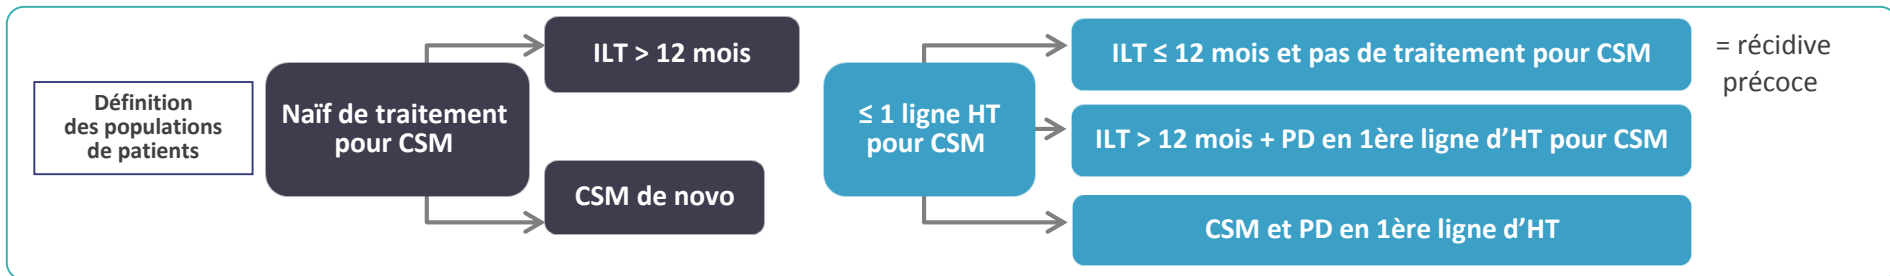 Définition
des populations
de patients
Naïf de traitement
pour CSM
ILT > 12 mois
CSM de novo
≤ 1 ligne HT
pour CSM
ILT ≤ 12 mois et pas de traitement pour CSM
= récidive
précoce
ILT > 12 mois + PD en 1ère ligne d’HT pour CSM
CSM et PD en 1ère ligne d’HT